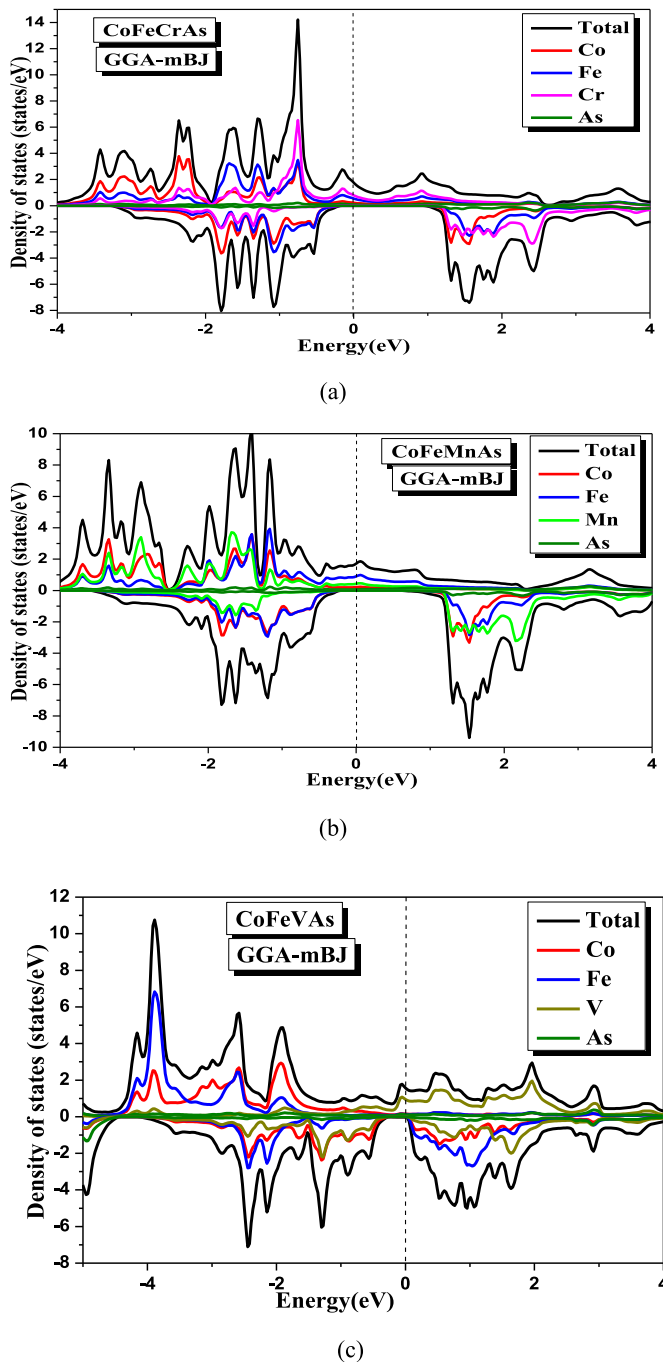 CoFeCrAs
GGA-mBJ
Total
Co
Fe
Cr
As
14
12
10
8
6
4
2
0
-2
-4
-6
-8
Density of states (states/eV)
-4
-2
0
2
4
Energy(eV)
(a)
CoFeMnAs
GGA-mBJ
Total
Co
Fe
Mn
As
10
8
6
4
2
0
-2
-4
-6
-8
-10
Density of states (states/eV)
-4
-2
0
2
4
Energy(eV)
(b)
CoFeVAs
GGA-mBJ
Total
Co
Fe
V
As
12
10
8
6
4
2
0
-2
-4
-6
-8
Density of states (states/eV)
-4
-2
0
2
4
Energy(eV)
(c)